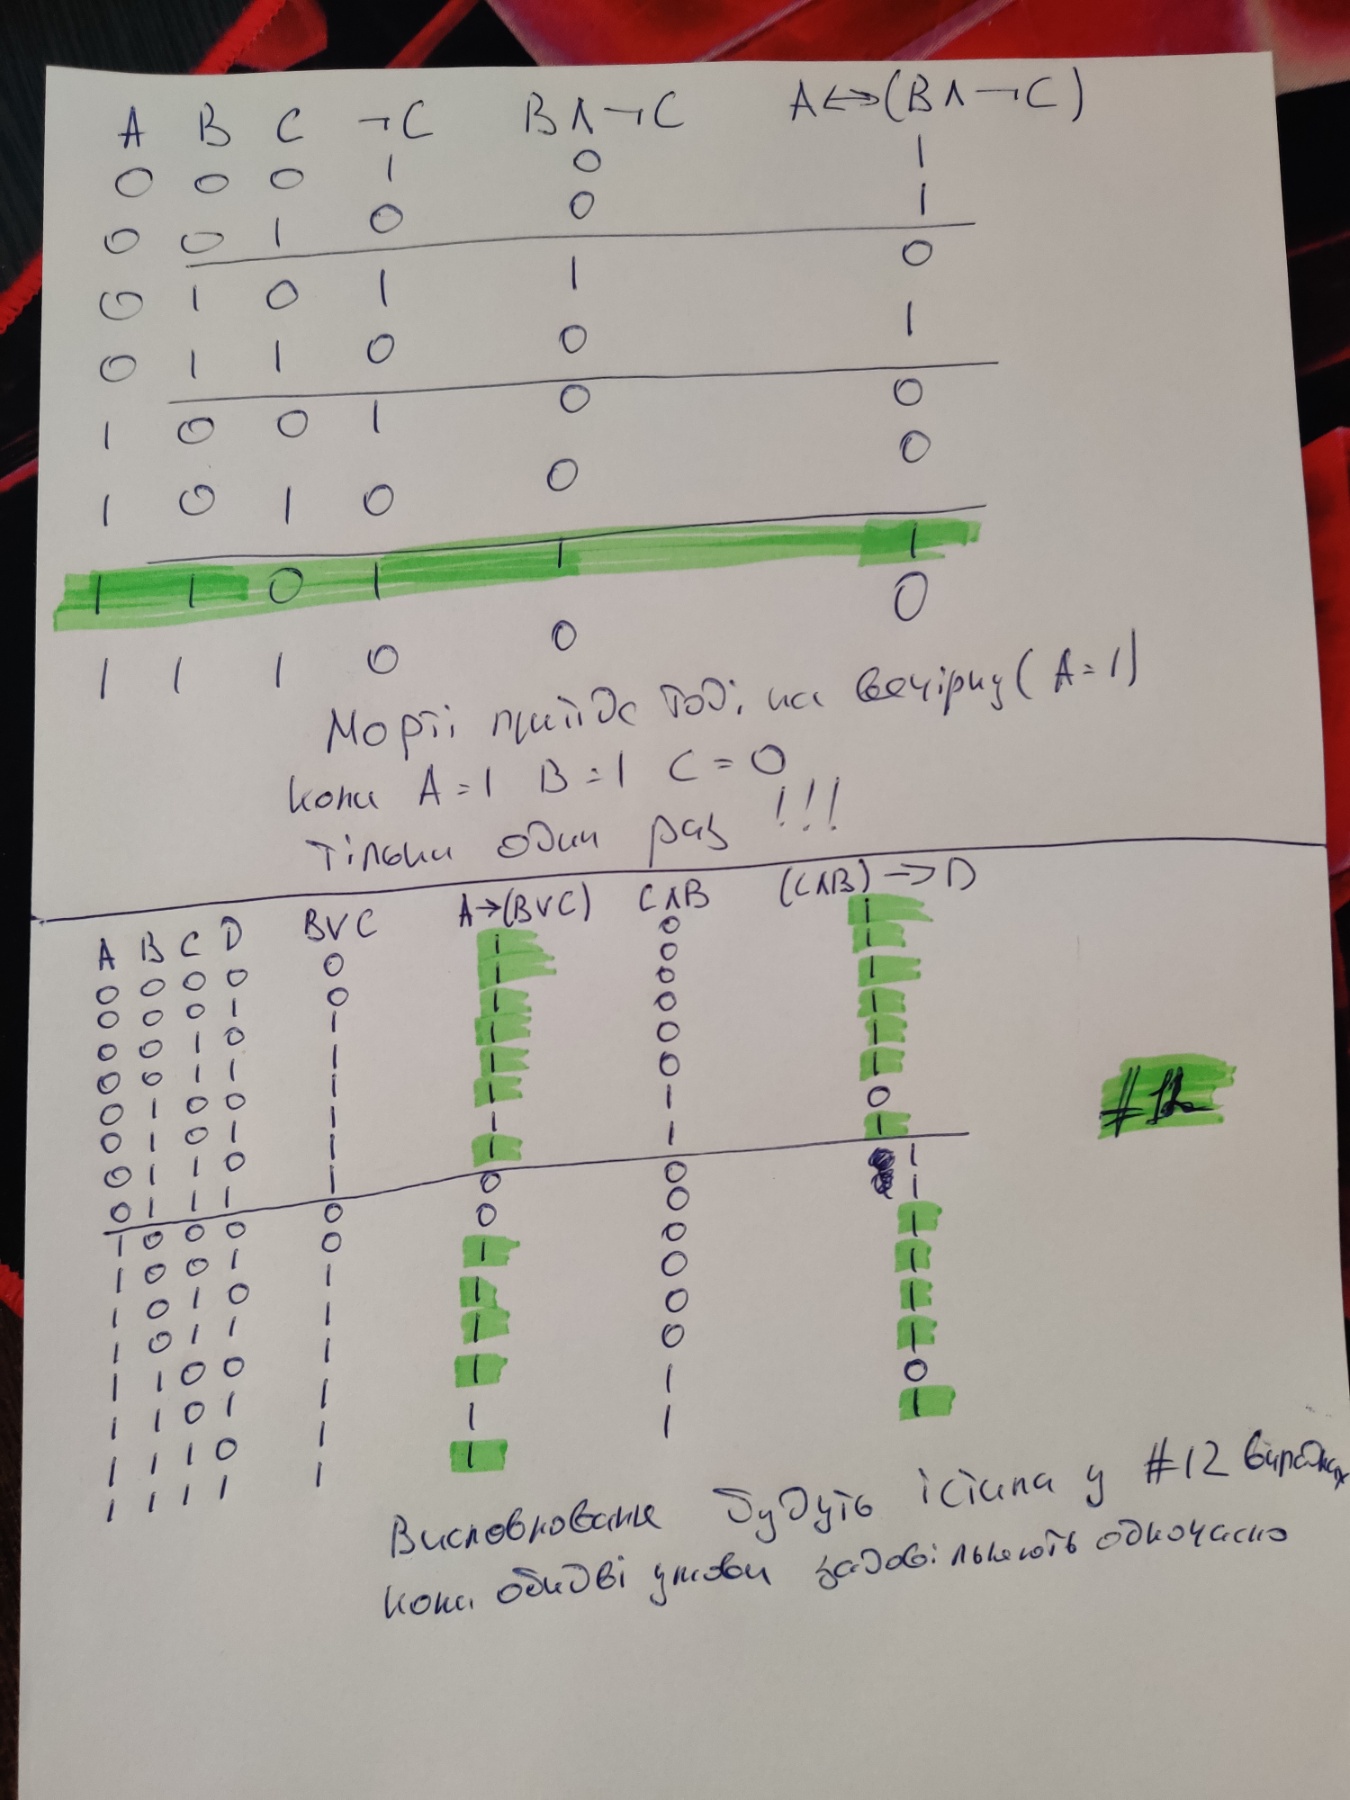 A B C ¬C B∧¬C A↔(B∧¬C)
0 0 0 1 0 1
0 0 1 0 0 1
0 1 0 1 1 0
0 1 1 0 0 1
1 0 0 1 0 0
1 0 1 0 0 0
1 1 0 1 1 1
1 1 1 0 0 0
Морті прийде тоді на вечірку (A=1)
коли A=1 B=1 C=0
тільки один раз !!!
A B C D B∨C A→(B∨C) C∧B (C∧B)→D
0 0 0 0 0 1 0 1
0 0 0 1 0 1 0 1
0 0 1 0 1 1 0 1
0 0 1 1 1 1 0 1
0 1 0 0 1 1 0 1
0 1 0 1 1 1 0 1
0 1 1 0 1 1 1 0
0 1 1 1 1 1 1 1
#12
1 0 0 0 0 0 0 1
1 0 0 1 0 0 0 1
1 0 1 0 1 1 0 1
1 0 1 1 1 1 0 1
1 1 0 0 1 1 0 1
1 1 0 1 1 1 0 1
1 1 1 0 1 1 1 0
1 1 1 1 1 1 1 1
Висловлювання будуть істина у #12 виразах
коли обидві умови задовільняють одночасно